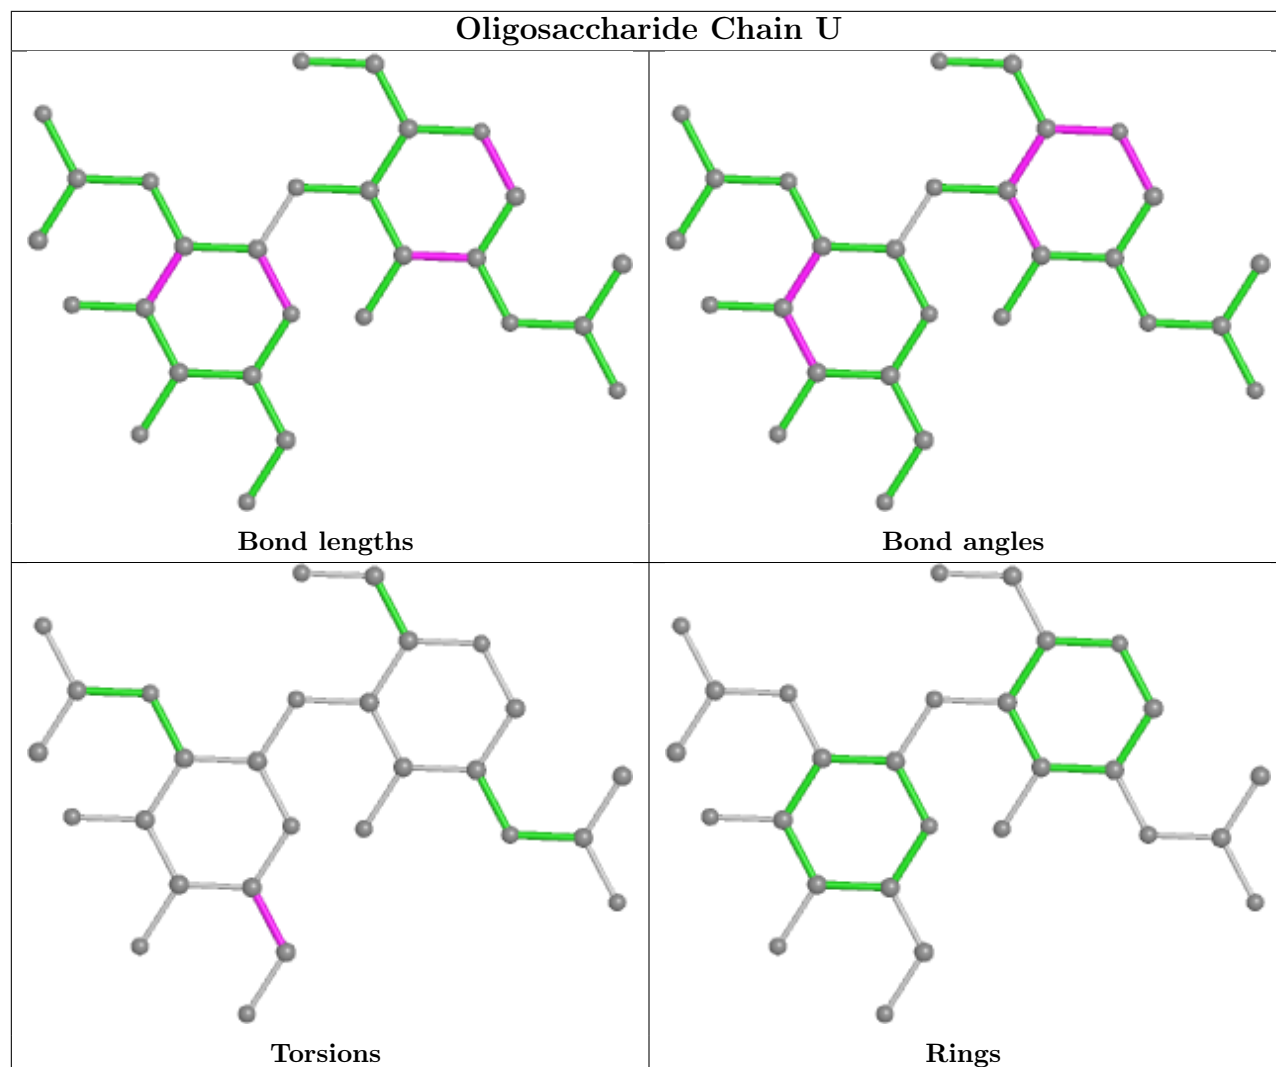 Oligosaccharide Chain U
Bond lengths
Bond angles
Torsions
Rings